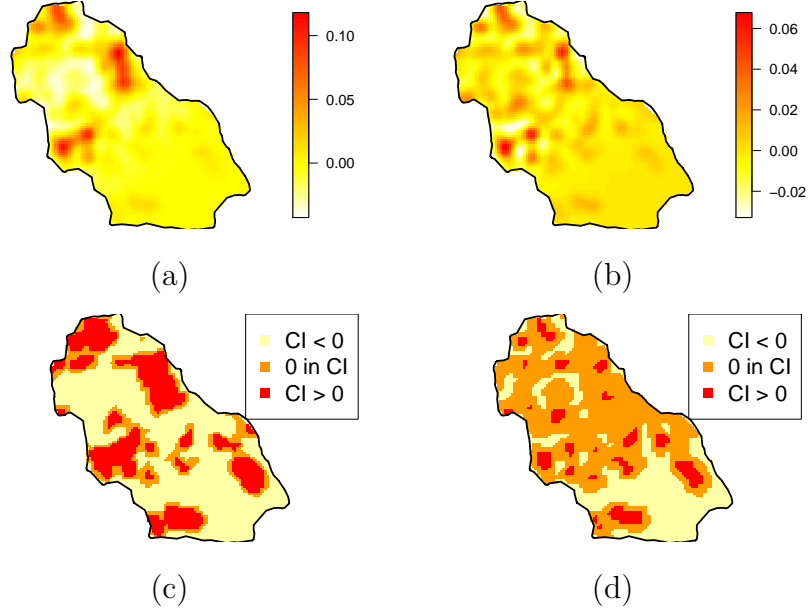 0.10
0.05
0.00
(a)
0.06
0.04
0.02
0.00
−0.02
(b)
CI < 0
0 in CI
CI > 0
(c)
CI < 0
0 in CI
CI > 0
(d)